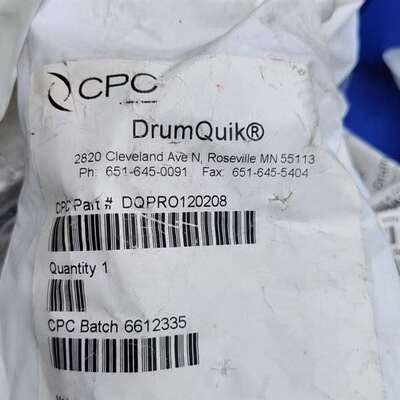 CPC
DrumQuik®
2820 Cleveland Ave N, Roseville MN 55113
Ph: 651-645-0091 Fax: 651-645-5404
CPC Part # DQPRO120208
Quantity 1
CPC Batch 6612335